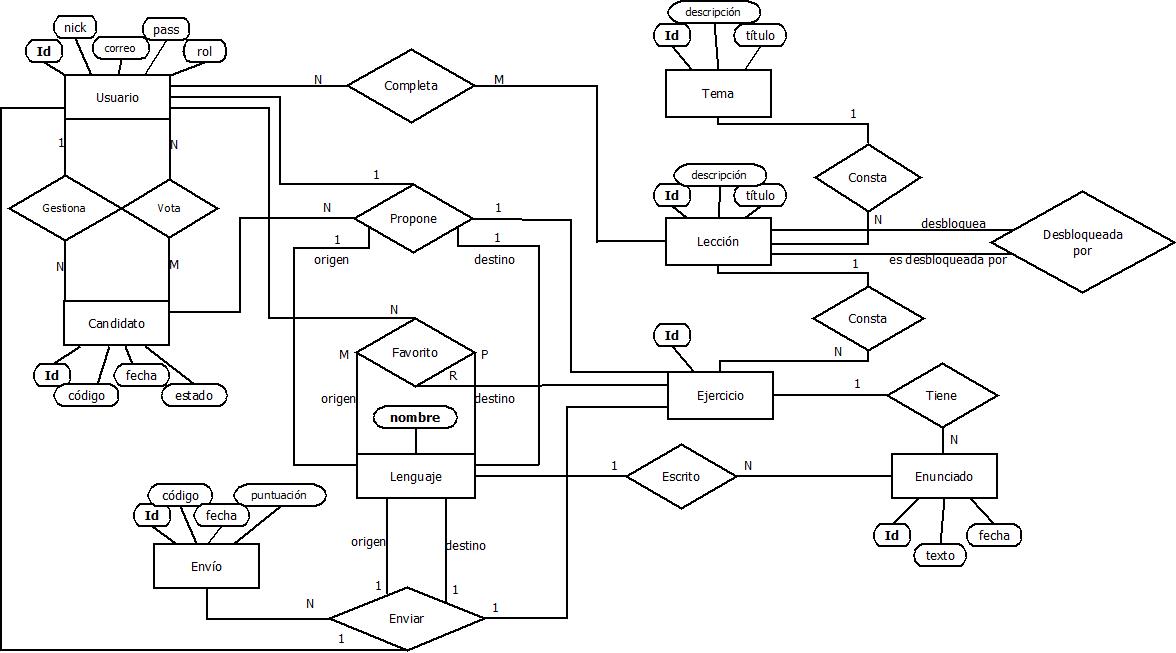 nick
pass
Id
correo
rol
Usuario
descripción
Id
título
Tema
N
Completa
M
1
N
1
Consta
descripción
Id
título
Lección
N
desbloquea
Desbloqueada
por
es desbloqueada por
Gestiona
Vota
1
N
Propone
1
1
origen
1
destino
N
M
1
Consta
N
Candidato
Id
fecha
código
estado
N
M
Favorito
P
R
origen
destino
nombre
Id
Ejercicio
1
Tiene
N
Lenguaje
1
Escrito
N
Enunciado
Id
fecha
texto
código
puntuación
Id
fecha
Envío
origen
destino
1
1
N
Enviar
1
1